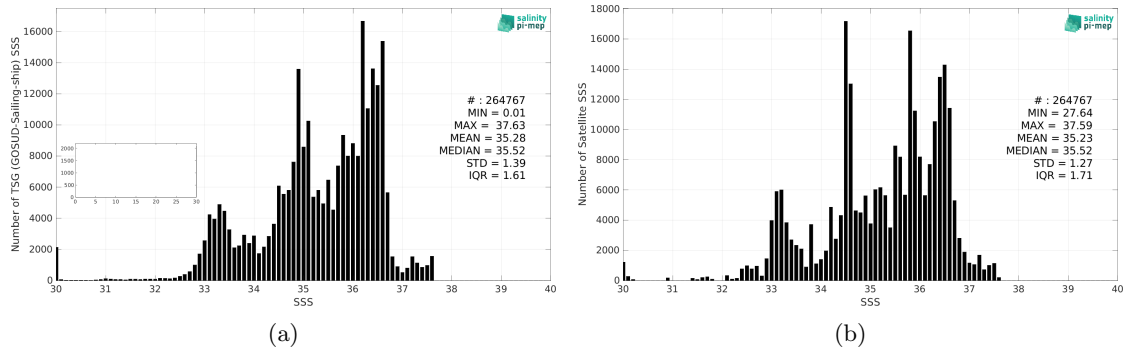 salinity
pi-mep
Number of TSG (GOSUD-Sailing-ship) SSS
16000
14000
12000
10000
8000
6000
4000
2000
0
# : 264767
MIN = 0.01
MAX = 37.63
MEAN = 35.28
MEDIAN = 35.52
STD = 1.39
IQR = 1.61
2000
1500
1000
500
0
0 5 10 15 20 25 30
30 31 32 33 34 35 36 37 38 39 40
SSS
(a)
salinity
pi-mep
Number of Satellite SSS
18000
16000
14000
12000
10000
8000
6000
4000
2000
0
# : 264767
MIN = 27.64
MAX = 37.59
MEAN = 35.23
MEDIAN = 35.52
STD = 1.27
IQR = 1.71
30 31 32 33 34 35 36 37 38 39 40
SSS
(b)